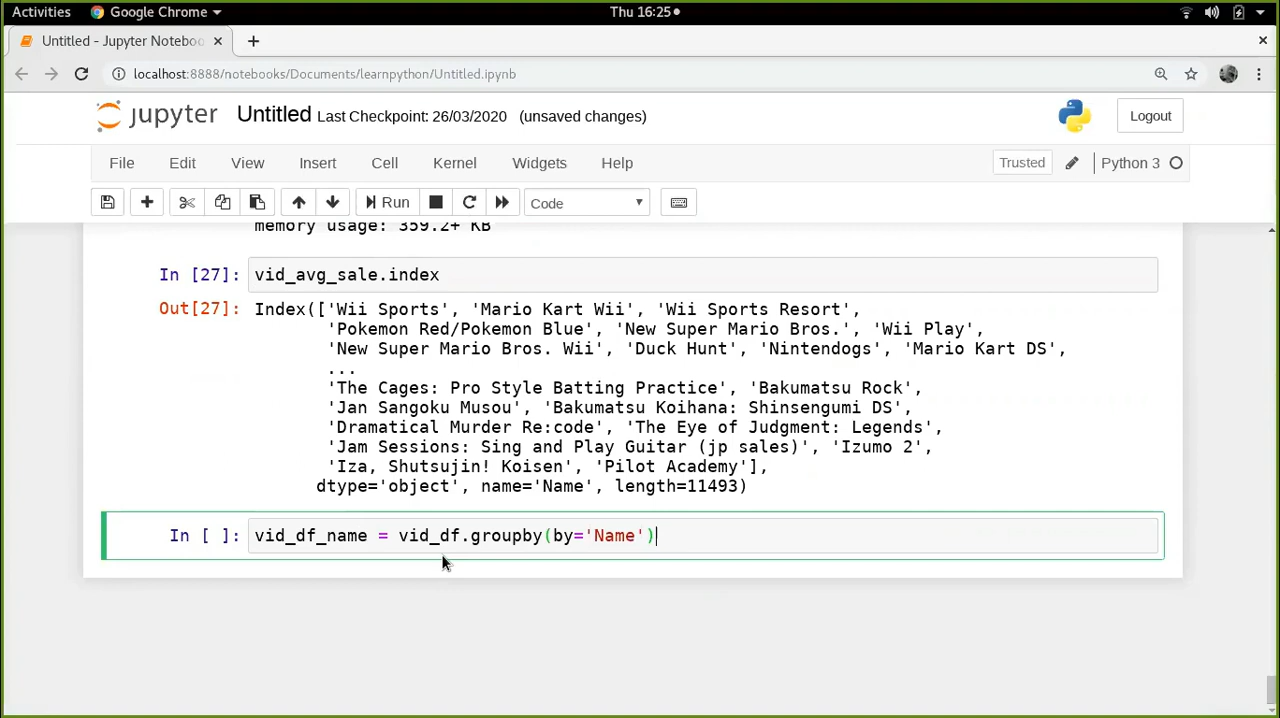 Activities Google Chrome Thu 16:25
Untitled - Jupyter Noteboo
localhost:8888/notebooks/Documents/learnpython/Untitled.ipynb
jupyter Untitled Last Checkpoint: 26/03/2020 (unsaved changes) Logout
File Edit View Insert Cell Kernel Widgets Help Trusted Python 3
Run Code
memory usage: 359.2+ KB
In [27]: vid_avg_sale.index
Out[27]: Index(['Wii Sports', 'Mario Kart Wii', 'Wii Sports Resort',
'Pokemon Red/Pokemon Blue', 'New Super Mario Bros.', 'Wii Play',
'New Super Mario Bros. Wii', 'Duck Hunt', 'Nintendogs', 'Mario Kart DS',
...
'The Cages: Pro Style Batting Practice', 'Bakumatsu Rock',
'Jan Sangoku Musou', 'Bakumatsu Koihana: Shinsengumi DS',
'Dramatical Murder Re:code', 'The Eye of Judgment: Legends',
'Jam Sessions: Sing and Play Guitar (jp sales)', 'Izumo 2',
'Iza, Shutsujin! Koisen', 'Pilot Academy'],
dtype='object', name='Name', length=11493)
In [ ]: vid_df_name = vid_df.groupby(by='Name')